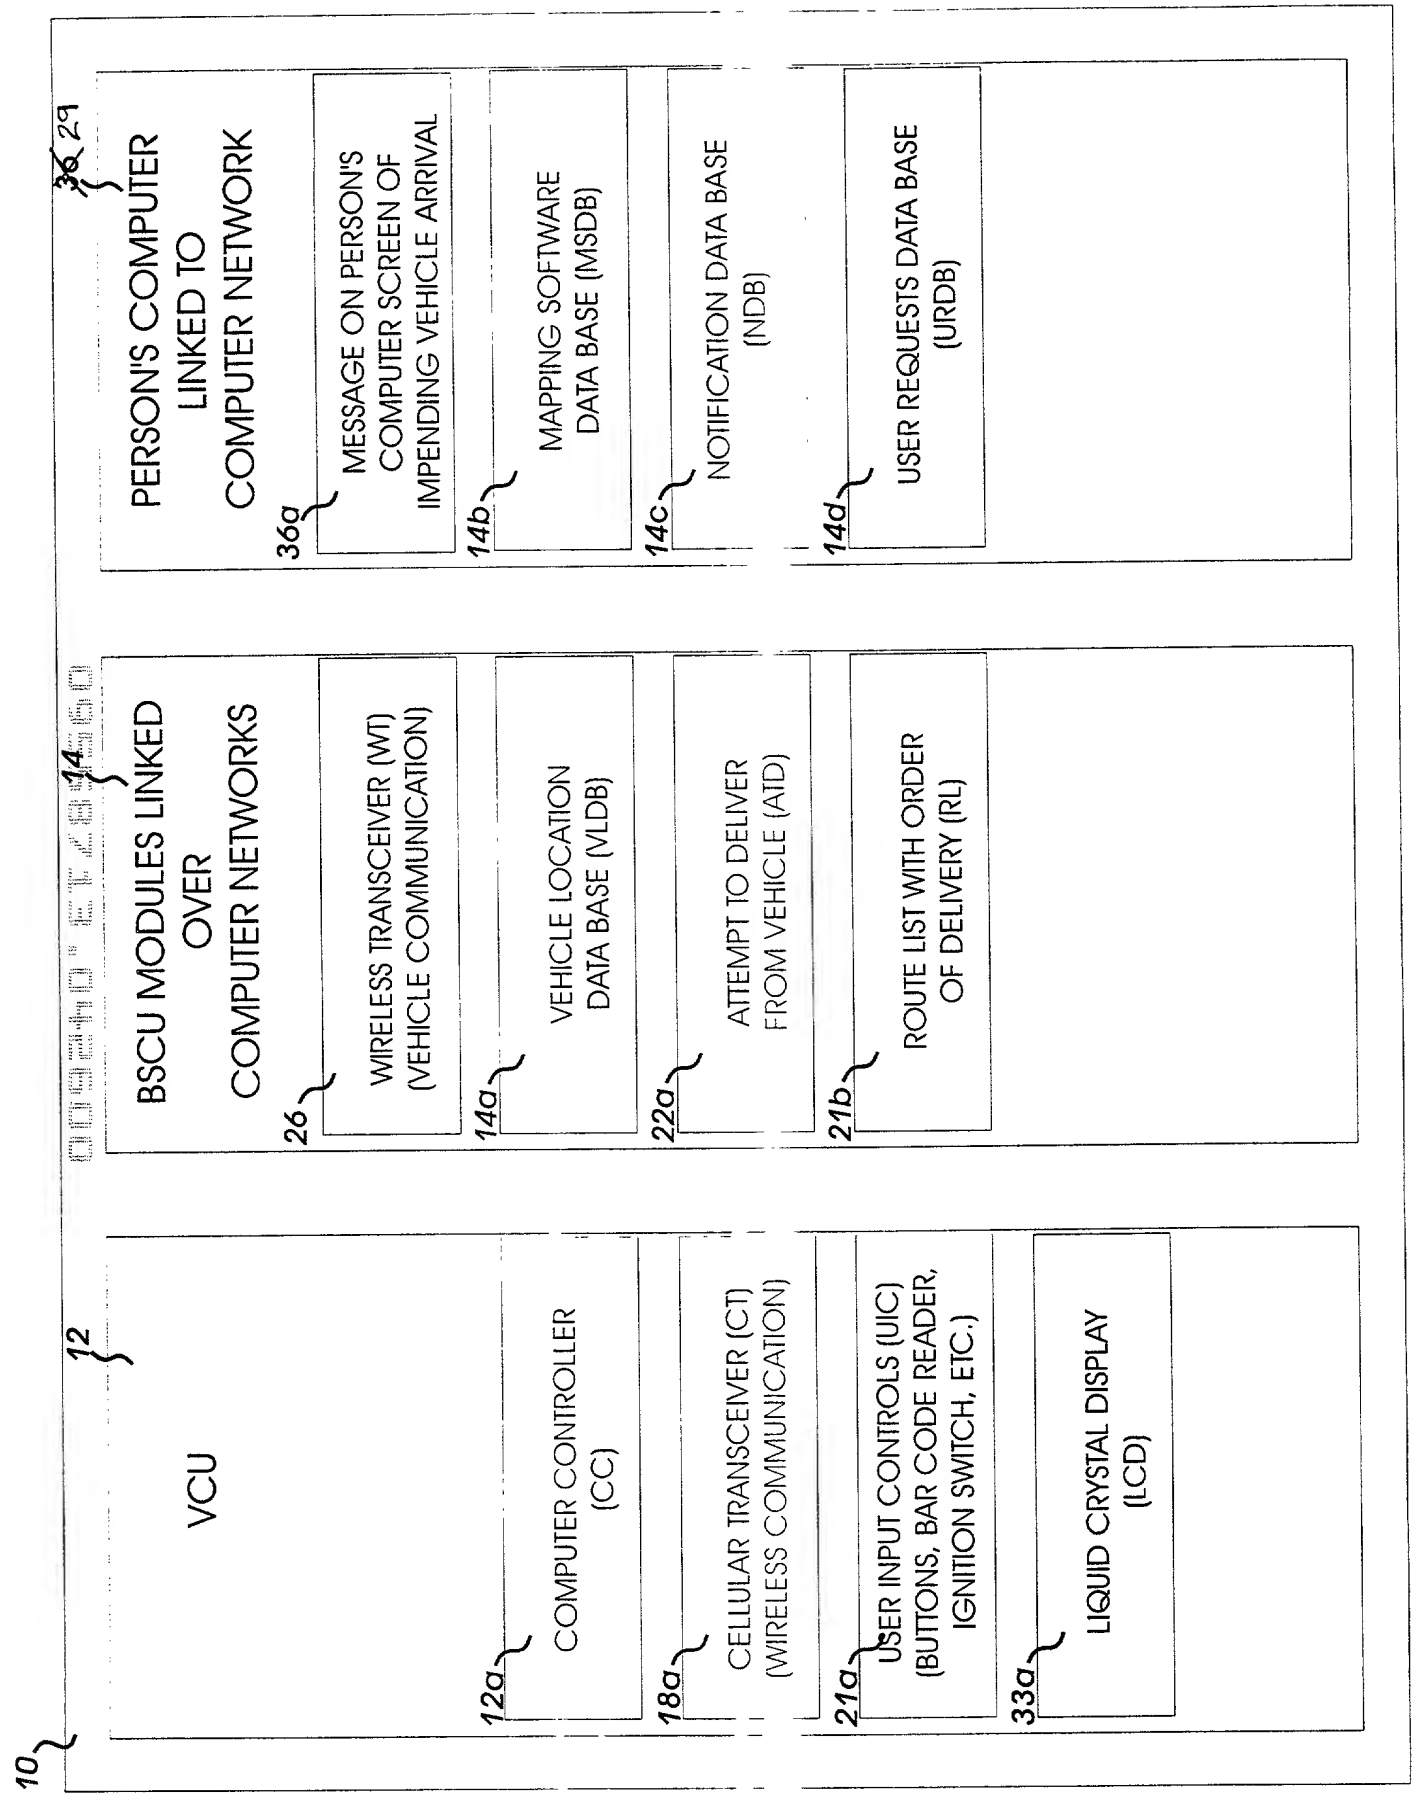 10
12
VCU
12a
COMPUTER CONTROLLER
(CC)
18a
CELLULAR TRANSCEIVER (CT)
(WIRELESS COMMUNICATION)
21a
USER INPUT CONTROLS (UIC)
(BUTTONS, BAR CODE READER,
IGNITION SWITCH, ETC.)
33a
LIQUID CRYSTAL DISPLAY
(LCD)
14
BSCU MODULES LINKED
OVER
COMPUTER NETWORKS
26
WIRELESS TRANSCEIVER (WT)
(VEHICLE COMMUNICATION)
14a
VEHICLE LOCATION
DATA BASE (VLDB)
22a
ATTEMPT TO DELIVER
FROM VEHICLE (ATD)
21b
ROUTE LIST WITH ORDER
OF DELIVERY (RL)
36 29
PERSON'S COMPUTER
LINKED TO
COMPUTER NETWORK
36a
MESSAGE ON PERSON'S
COMPUTER SCREEN OF
IMPENDING VEHICLE ARRIVAL
14b
MAPPING SOFTWARE
DATA BASE (MSDB)
14c
NOTIFICATION DATA BASE
(NDB)
14d
USER REQUESTS DATA BASE
(URDB)